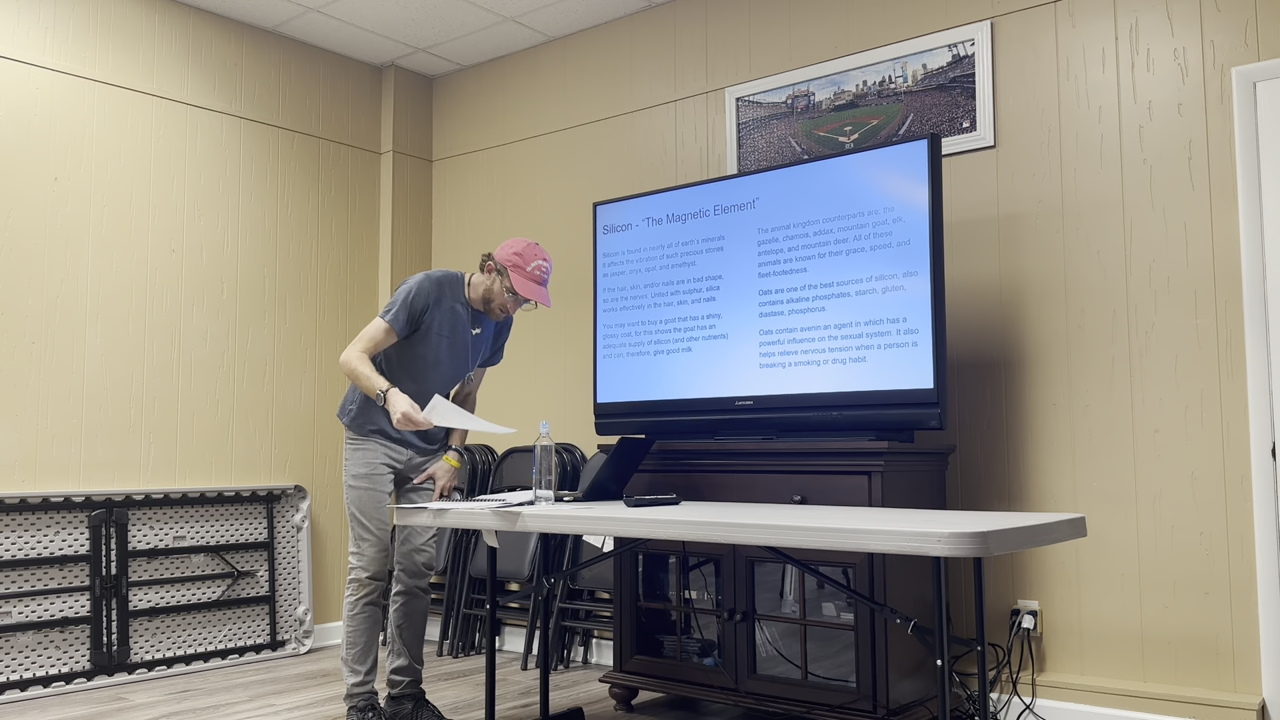 Silicon - "The Magnetic Element"
Silicon is found in nearly all of earth's minerals
It affects the vibration of such precious stones
as jasper, onyx, opal, and amethyst.
If the hair, skin, and/or nails are in bad shape,
so are the nerves. United with sulphur, silica
works effectively in the hair, skin, and nails.
You may want to buy a goat that has a shiny,
glossy coat, for this shows the goat has an
adequate supply of silicon (and other nutrients)
and can, therefore, give good milk.
The animal kingdom counterparts are; the
gazelle, chamois, addax, mountain goat, elk,
antelope, and mountain deer. All of these
animals are known for their grace, speed, and
fleet-footedness.
Oats are one of the best sources of silicon, also
contains alkaline phosphates, starch, gluten,
diastase, phosphorus.
Oats contain avenin an agent in which has a
powerful influence on the sexual system. It also
helps relieve nervous tension when a person is
breaking a smoking or drug habit.
MITSUBISHI